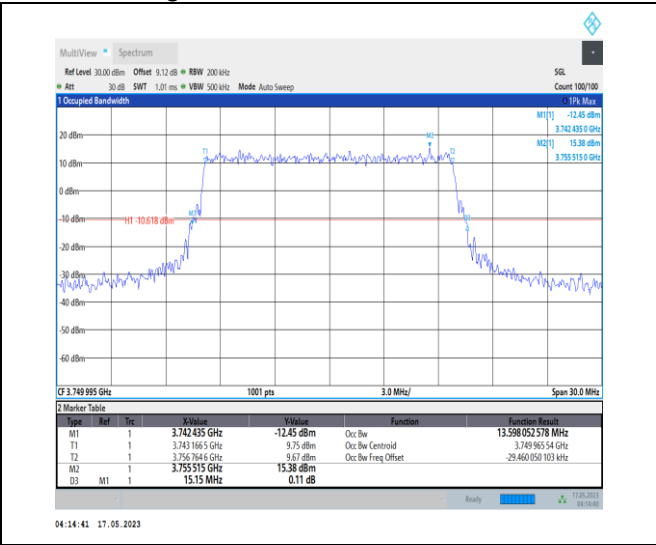 MultiView Spectrum
Ref Level 30.00 dBm Offset 9.12 dB RBW 200 kHz SGL
Att 30 dB SWT 1.01 ms VBW 500 kHz Mode Auto Sweep Count 100/100
1 Occupied Bandwidth 1Pk Max
M1[1] -12.45 dBm
3.742 435 0 GHz
20 dBm M2 M2[1] 15.38 dBm
T1 T2 3.755 515 0 GHz
10 dBm
0 dBm
-10 dBm H1 -10.618 dBm M1 D3
-20 dBm
-30 dBm
-40 dBm
-50 dBm
-60 dBm
CF 3.749 995 GHz 1001 pts 3.0 MHz/ Span 30.0 MHz
2 Marker Table
Type Ref Trc X-Value Y-Value Function Function Result
M1 1 3.742 435 GHz -12.45 dBm Occ Bw 13.598 052 578 MHz
T1 1 3.743 166 5 GHz 9.75 dBm Occ Bw Centroid 3.749 965 54 GHz
T2 1 3.756 764 6 GHz 9.67 dBm Occ Bw Freq Offset -29.460 050 103 kHz
M2 1 3.755 515 GHz 15.38 dBm
D3 M1 1 15.15 MHz 0.11 dB
Ready 17.05.2023
04:14:40
04:14:41 17.05.2023